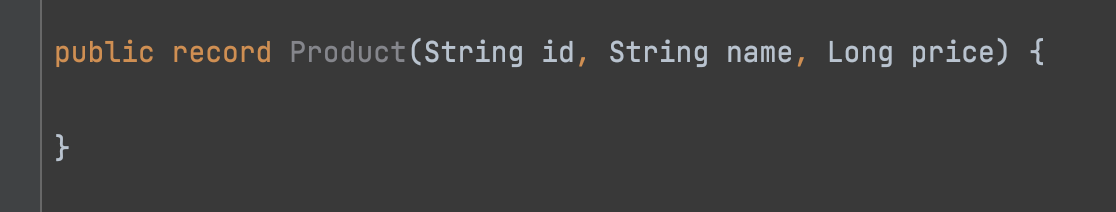 public record Product(String id, String name, Long price) {
}